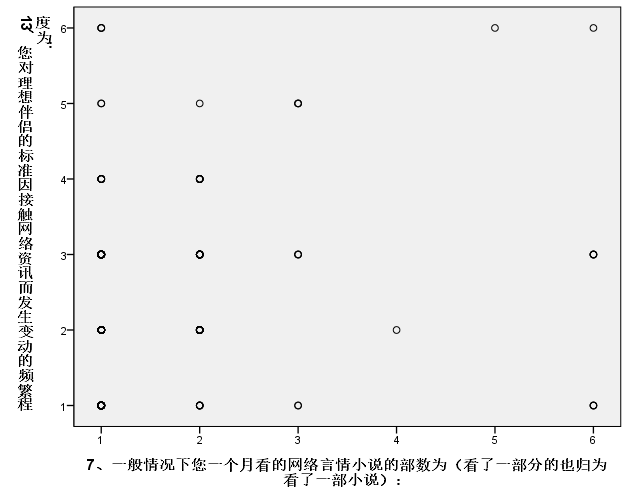 13、您对理想伴侣的标准因接触网络资讯而发生变动的频繁程
度为：
6
5
4
3
2
1
1 2 3 4 5 6
7、一般情况下您一个月看的网络言情小说的部数为（看了一部分的也归为
看了一部小说）：